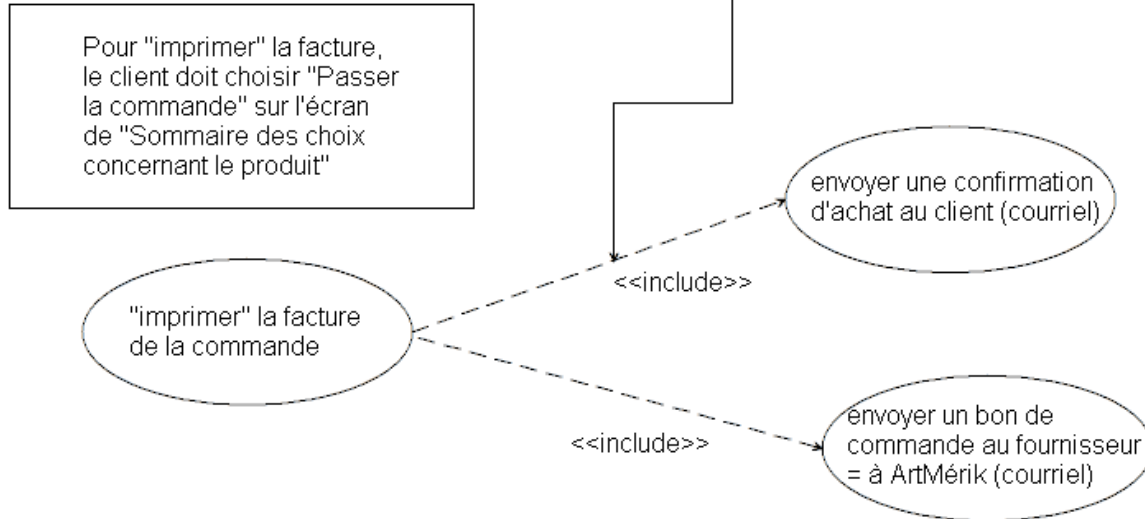 Pour "imprimer" la facture,
le client doit choisir "Passer
la commande" sur l'écran
de "Sommaire des choix
concernant le produit"
envoyer une confirmation
d'achat au client (courriel)
<<include>>
"imprimer" la facture
de la commande
<<include>>
envoyer un bon de
commande au fournisseur
= à ArtMérik (courriel)